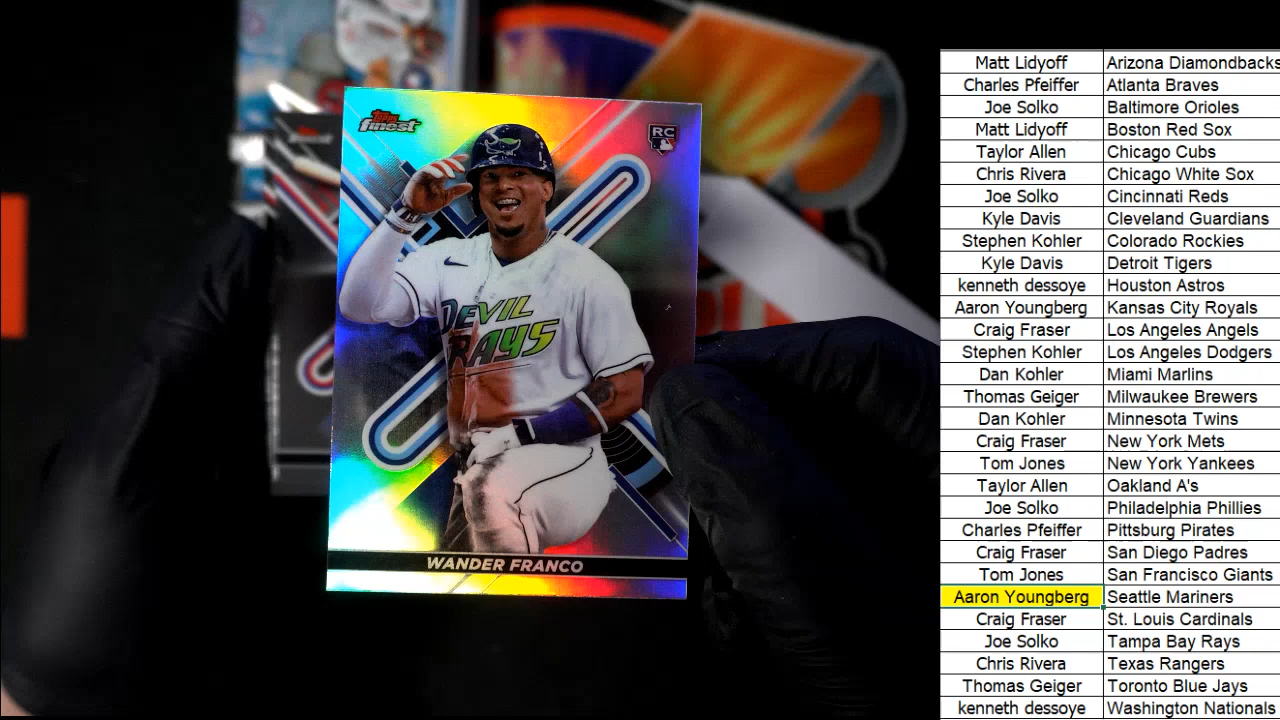 Topps
finest
RC
DEVIL
RAYS
WANDER FRANCO
Matt Lidyoff Arizona Diamondbacks
Charles Pfeiffer Atlanta Braves
Joe Solko Baltimore Orioles
Matt Lidyoff Boston Red Sox
Taylor Allen Chicago Cubs
Chris Rivera Chicago White Sox
Joe Solko Cincinnati Reds
Kyle Davis Cleveland Guardians
Stephen Kohler Colorado Rockies
Kyle Davis Detroit Tigers
kenneth dessoye Houston Astros
Aaron Youngberg Kansas City Royals
Craig Fraser Los Angeles Angels
Stephen Kohler Los Angeles Dodgers
Dan Kohler Miami Marlins
Thomas Geiger Milwaukee Brewers
Dan Kohler Minnesota Twins
Craig Fraser New York Mets
Tom Jones New York Yankees
Taylor Allen Oakland A's
Joe Solko Philadelphia Phillies
Charles Pfeiffer Pittsburg Pirates
Craig Fraser San Diego Padres
Tom Jones San Francisco Giants
Aaron Youngberg Seattle Mariners
Craig Fraser St. Louis Cardinals
Joe Solko Tampa Bay Rays
Chris Rivera Texas Rangers
Thomas Geiger Toronto Blue Jays
kenneth dessoye Washington Nationals